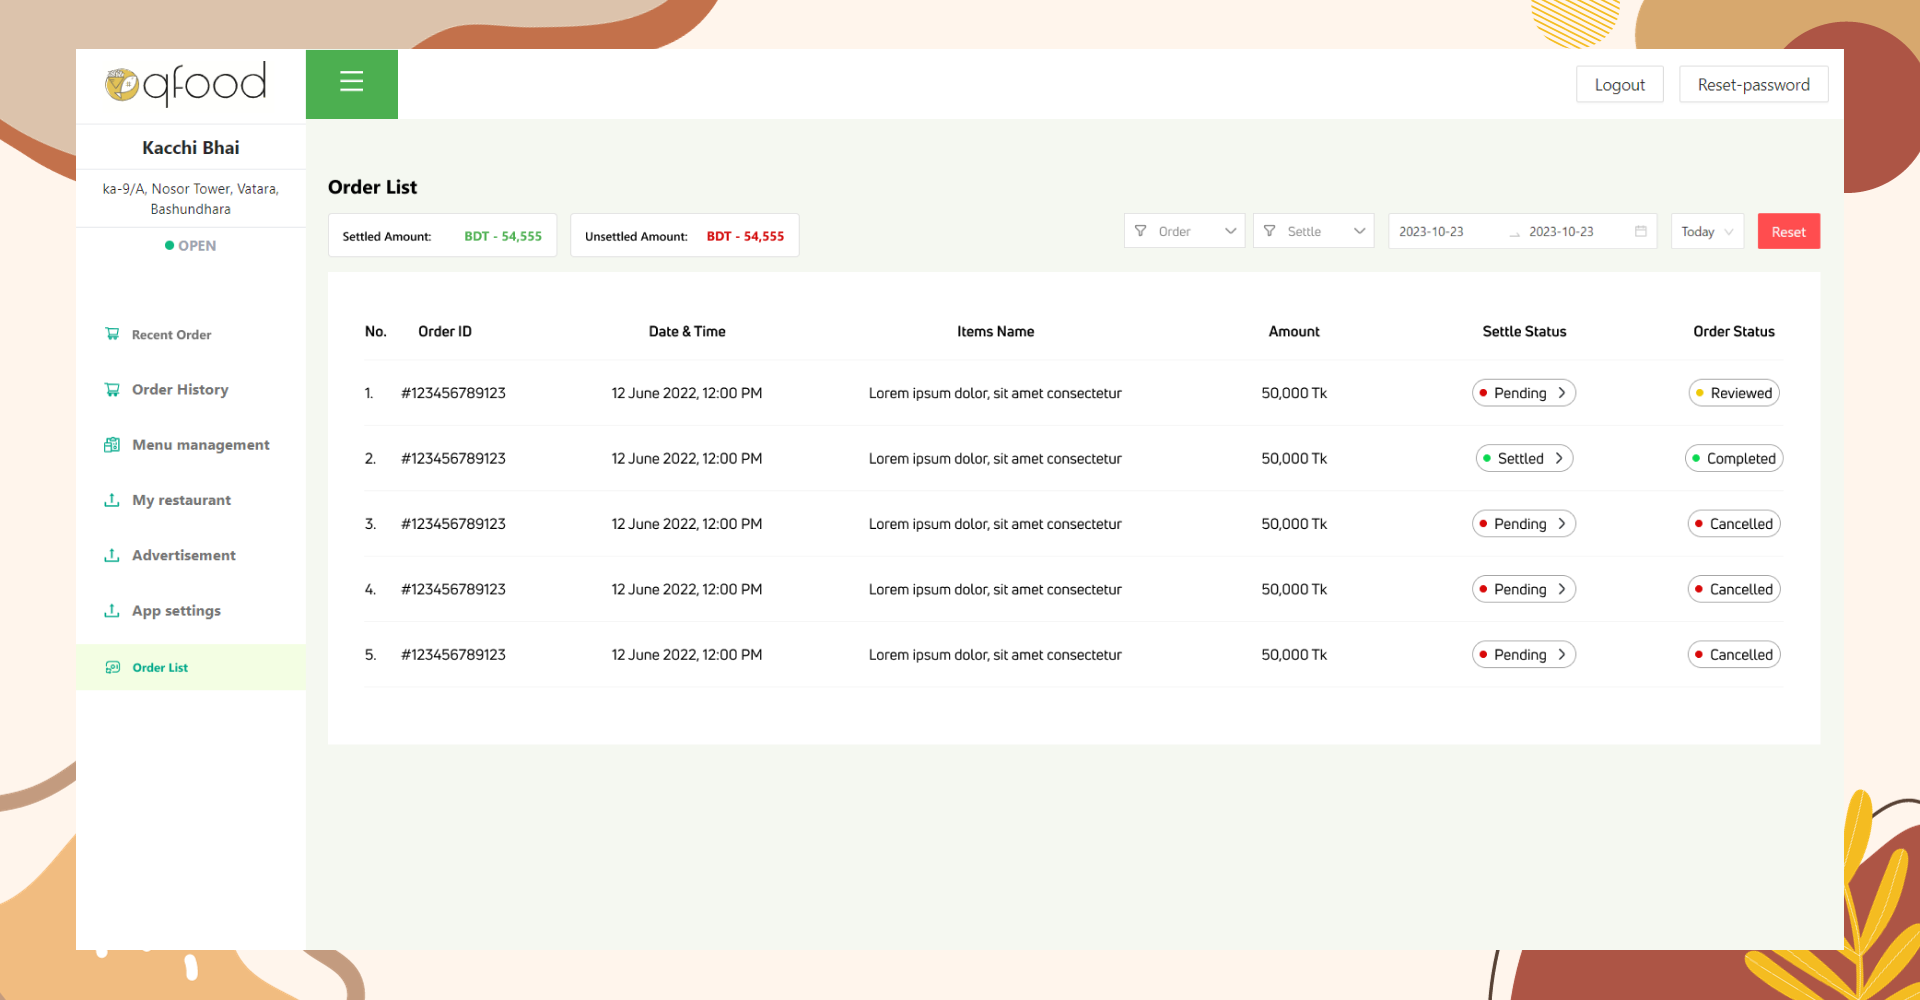 qfood
Logout
Reset-password
Kacchi Bhai
ka-9/A, Nosor Tower, Vatara,
Bashundhara
OPEN
Recent Order
Order History
Menu management
My restaurant
Advertisement
App settings
Order List
Order List
Settled Amount: BDT - 54,555
Unsettled Amount: BDT - 54,555
Order
Settle
2023-10-23
2023-10-23
Today
Reset
No. Order ID Date & Time Items Name Amount Settle Status Order Status
1. #123456789123 12 June 2022, 12:00 PM Lorem ipsum dolor, sit amet consectetur 50,000 Tk Pending Reviewed
2. #123456789123 12 June 2022, 12:00 PM Lorem ipsum dolor, sit amet consectetur 50,000 Tk Settled Completed
3. #123456789123 12 June 2022, 12:00 PM Lorem ipsum dolor, sit amet consectetur 50,000 Tk Pending Cancelled
4. #123456789123 12 June 2022, 12:00 PM Lorem ipsum dolor, sit amet consectetur 50,000 Tk Pending Cancelled
5. #123456789123 12 June 2022, 12:00 PM Lorem ipsum dolor, sit amet consectetur 50,000 Tk Pending Cancelled